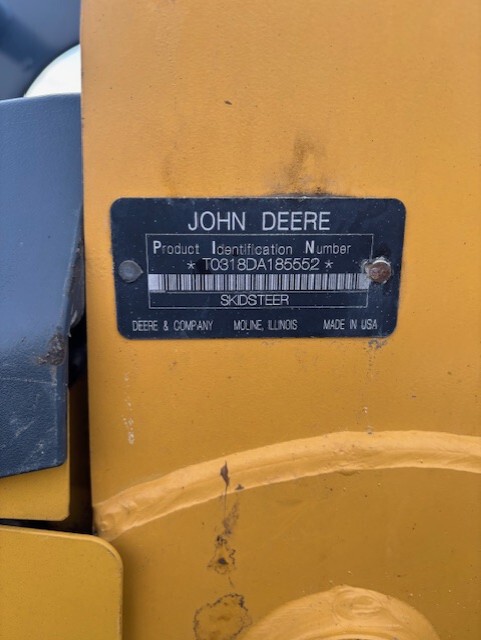 JOHN DEERE
Product Identification Number
* T0318DA185552 *
SKIDSTEER
DEERE & COMPANY MOLINE, ILLINOIS MADE IN USA